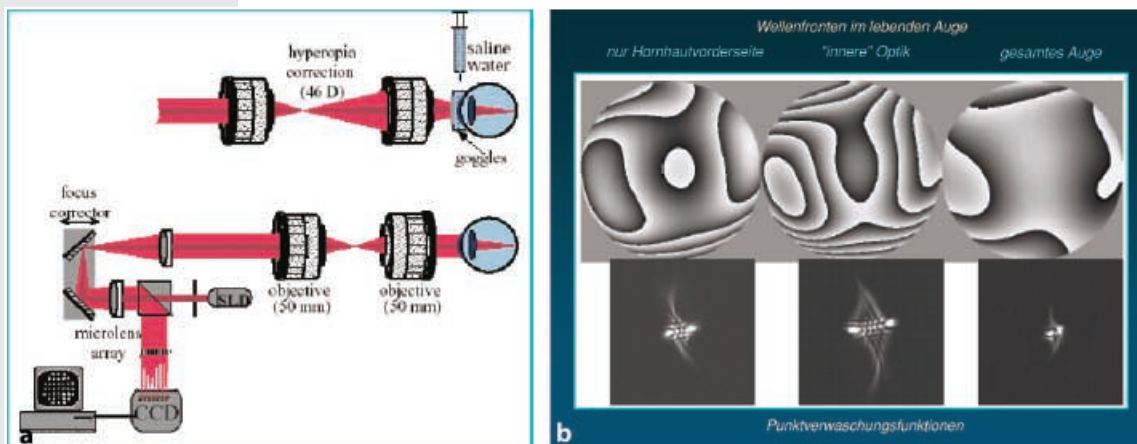 hyperopia
correction
(46 D)
saline
water
goggles
focus
corrector
objective
(50 mm)
objective
(50 mm)
SLD
microlens
array
CCD
a
Wellenfronten im lebenden Auge
nur Hornhautvorderseite
"innere" Optik
gesamtes Auge
Punktverwaschungsfunktionen
b